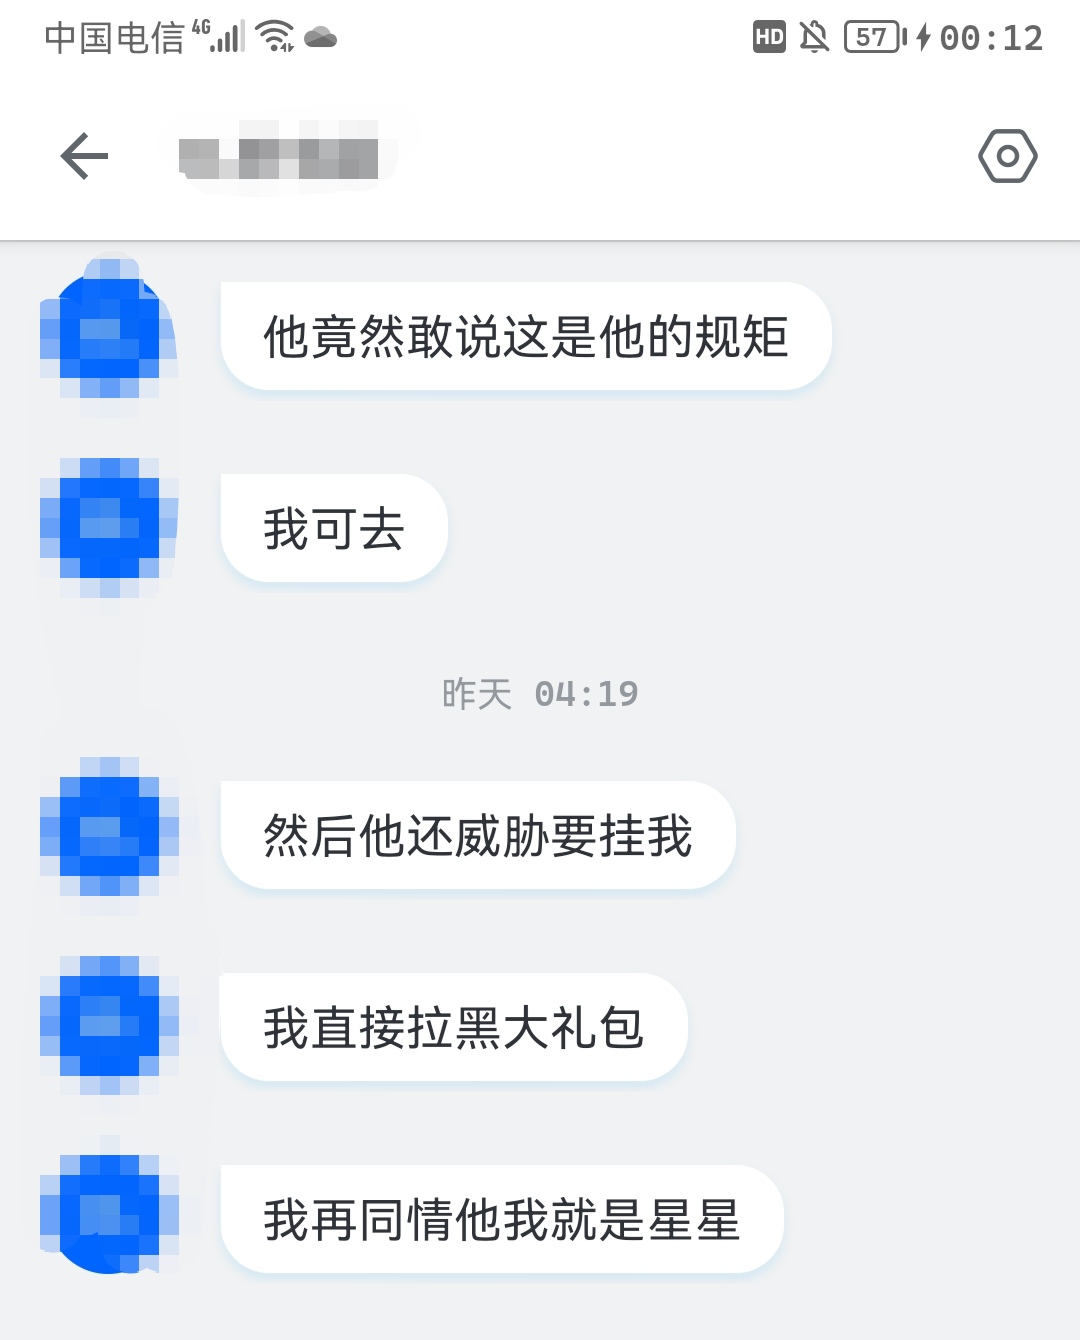 中国电信 4G HD 57 00:12
他竟然敢说这是他的规矩
我可去
昨天 04:19
然后他还威胁要挂我
我直接拉黑大礼包
我再同情他我就是星星